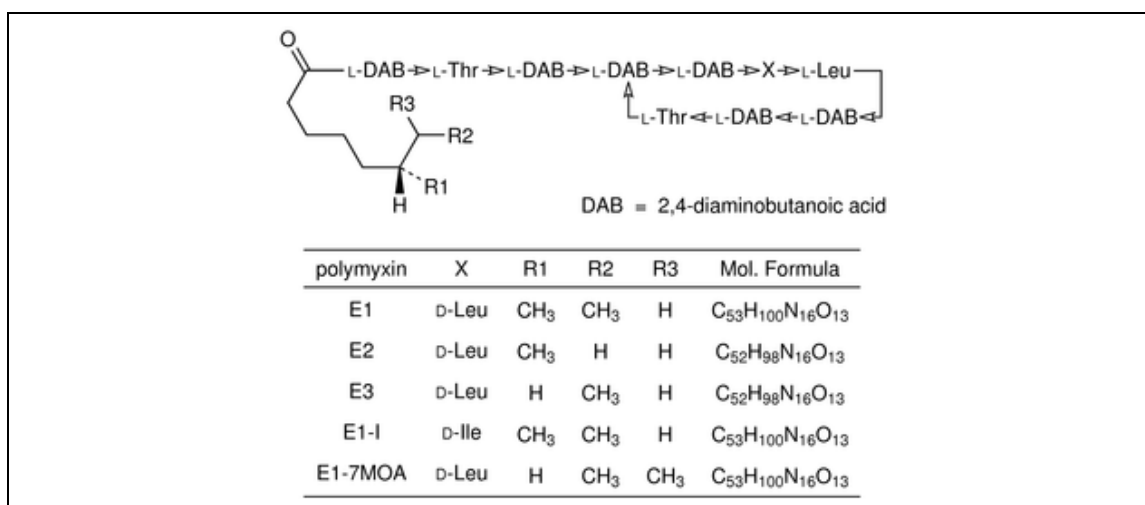 O
L-DAB L-Thr L-DAB L-DAB L-DAB X L-Leu
L-Thr L-DAB L-DAB
R3
R2
R1
H
DAB = 2,4-diaminobutanoic acid
polymyxin X R1 R2 R3 Mol. Formula
E1 D-Leu CH₃ CH₃ H C₅₃H₁₀₀N₁₆O₁₃
E2 D-Leu CH₃ H H C₅₂H₉₈N₁₆O₁₃
E3 D-Leu H CH₃ H C₅₂H₉₈N₁₆O₁₃
E1-I D-Ile CH₃ CH₃ H C₅₃H₁₀₀N₁₆O₁₃
E1-7MOA D-Leu H CH₃ CH₃ C₅₃H₁₀₀N₁₆O₁₃